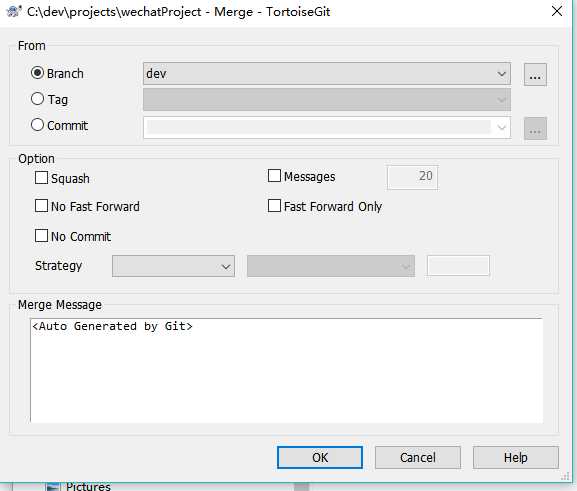 C:\dev\projects\wechatProject - Merge - TortoiseGit
From
Branch
dev
...
Tag
Commit
...
Option
Squash
Messages
20
No Fast Forward
Fast Forward Only
No Commit
Strategy
Merge Message
<Auto Generated by Git>
OK
Cancel
Help
Pictures